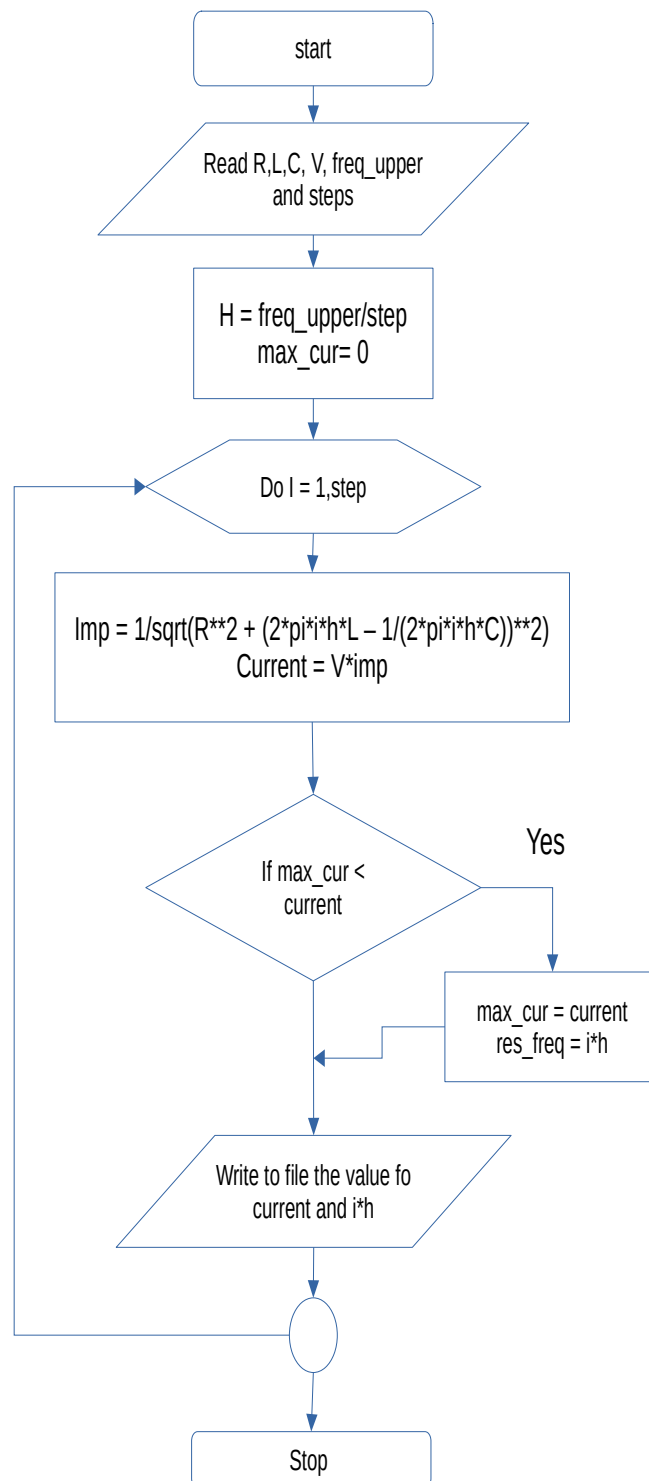 start
Read R,L,C, V, freq_upper
and steps
H = freq_upper/step
max_cur= 0
Do I = 1,step
Imp = 1/sqrt(R**2 + (2*pi*i*h*L – 1/(2*pi*i*h*C))**2)
Current = V*imp
If max_cur <
current
Yes
max_cur = current
res_freq = i*h
Write to file the value fo
current and i*h
Stop